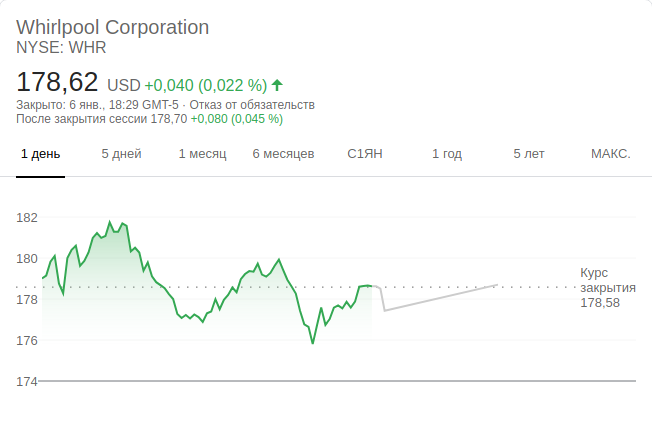 Whirlpool Corporation
NYSE: WHR
178,62 USD +0,040 (0,022 %)
Закрыто: 6 янв., 18:29 GMT-5 · Отказ от обязательств
После закрытия сессии 178,70 +0,080 (0,045 %)
1 день 5 дней 1 месяц 6 месяцев С1ЯН 1 год 5 лет МАКС.
182
180
178
176
174
Курс
закрытия
178,58